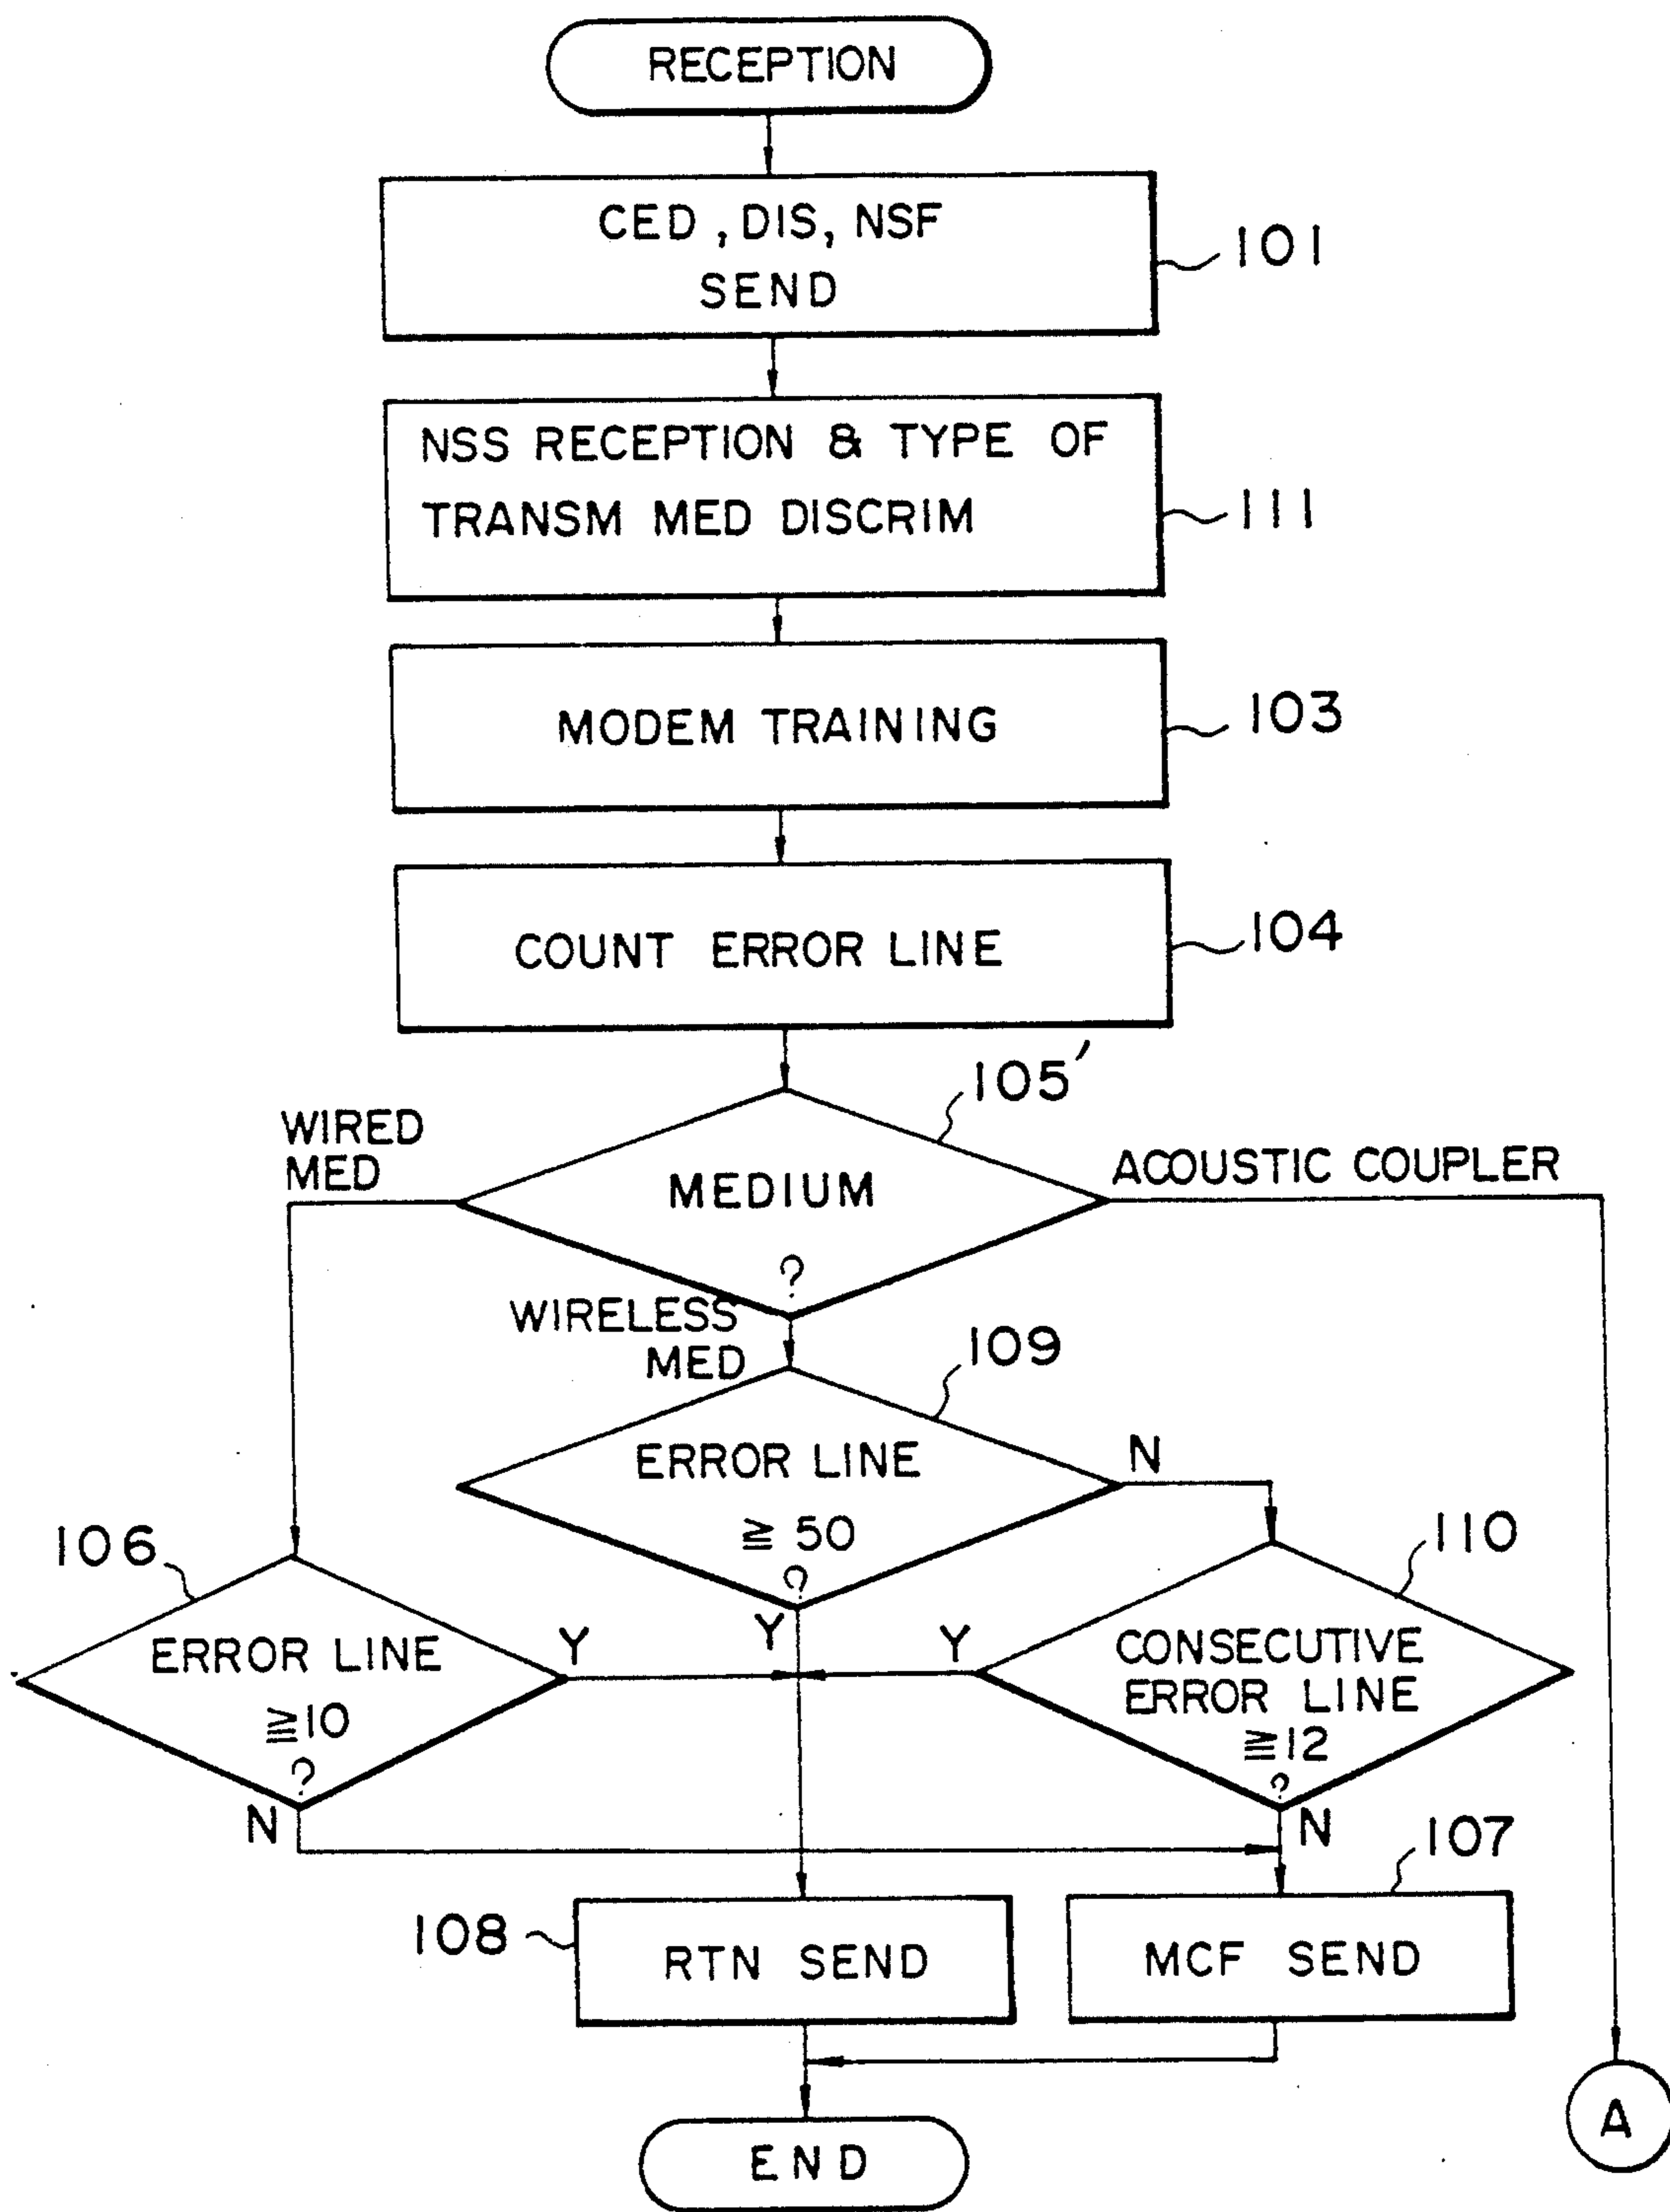 RECEPTION
CED, DIS, NSF
SEND
101
NSS RECEPTION & TYPE OF
TRANSM MED DISCRIM
111
MODEM TRAINING
103
COUNT ERROR LINE
104
105'
WIRED
MED
MEDIUM
?
ACOUSTIC COUPLER
WIRELESS
MED
109
ERROR LINE
≧ 50
?
N
Y
106
ERROR LINE
≧10
?
Y
N
110
CONSECUTIVE
ERROR LINE
≧12
?
Y
N
108
RTN SEND
107
MCF SEND
A
END